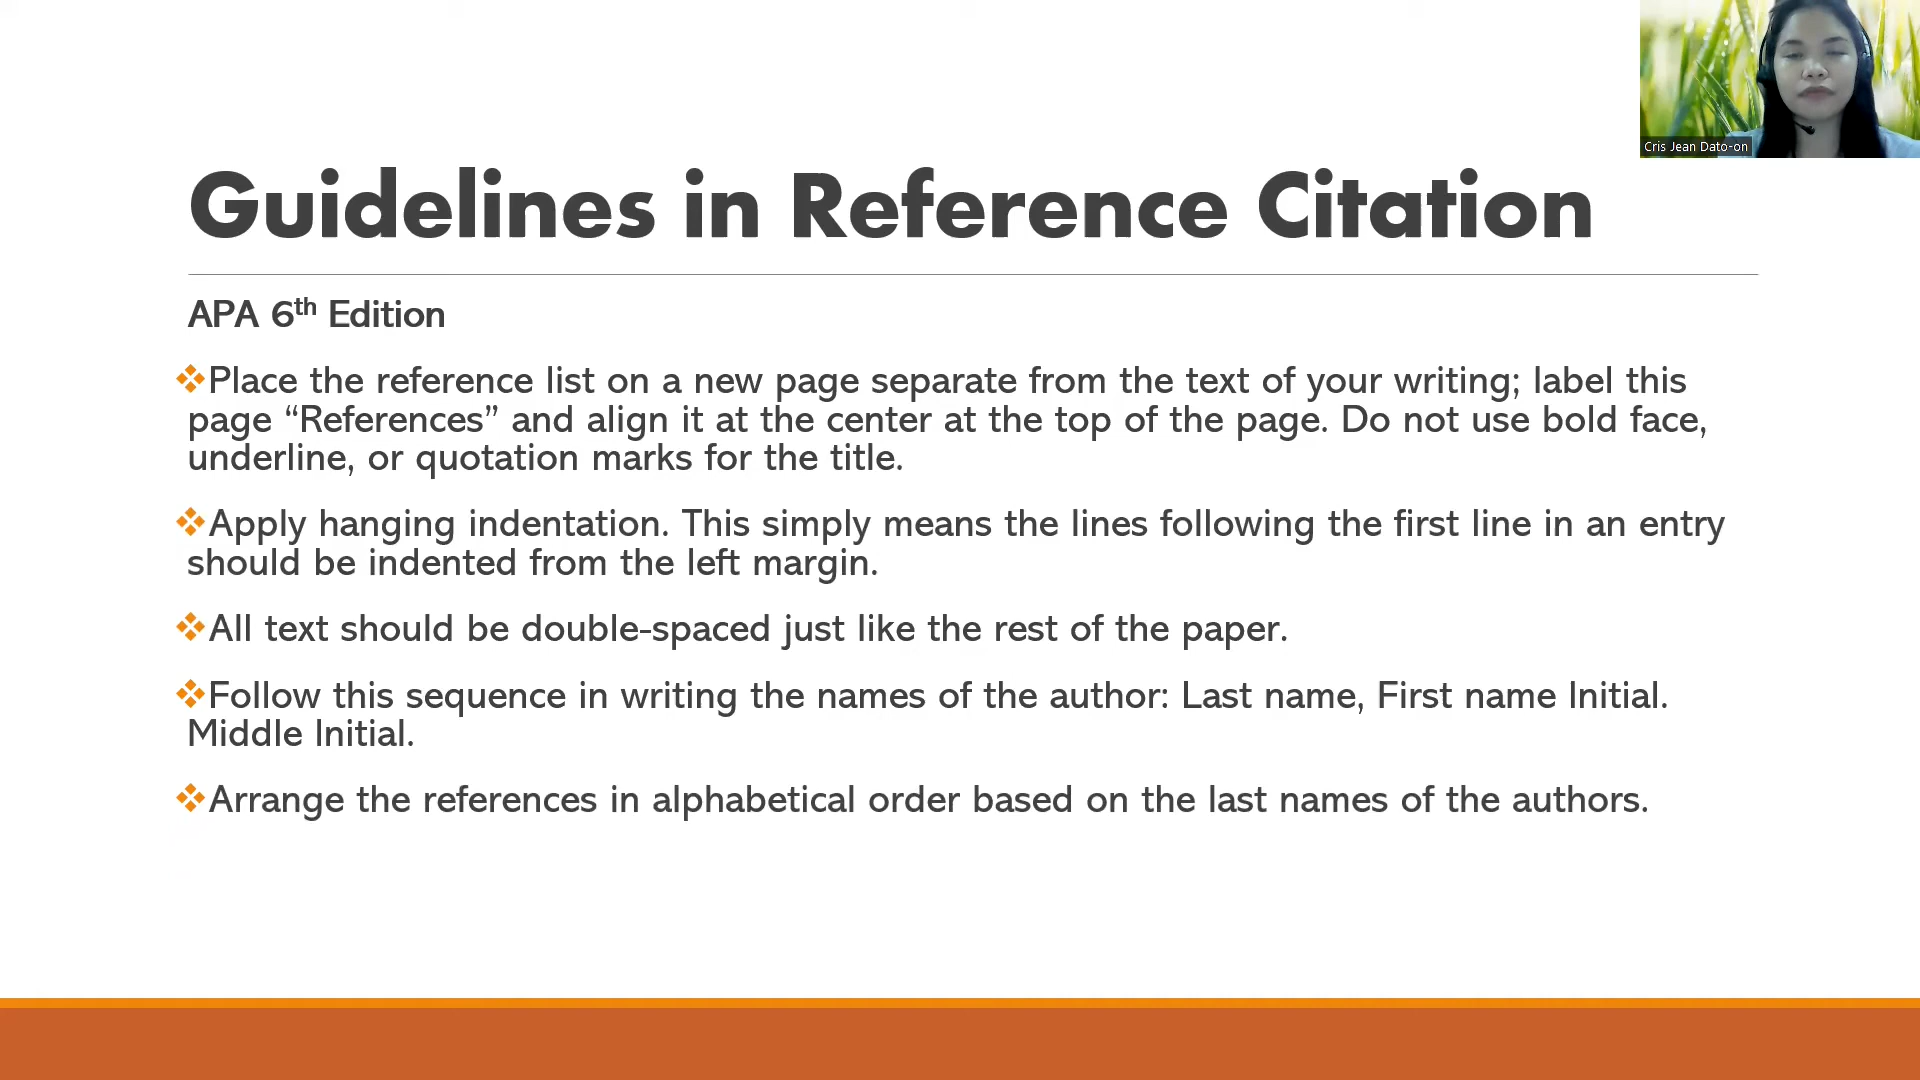 Cris Jean Dato-on
Guidelines in Reference Citation
APA 6th Edition
Place the reference list on a new page separate from the text of your writing; label this
page “References” and align it at the center at the top of the page. Do not use bold face,
underline, or quotation marks for the title.
Apply hanging indentation. This simply means the lines following the first line in an entry
should be indented from the left margin.
All text should be double-spaced just like the rest of the paper.
Follow this sequence in writing the names of the author: Last name, First name Initial.
Middle Initial.
Arrange the references in alphabetical order based on the last names of the authors.